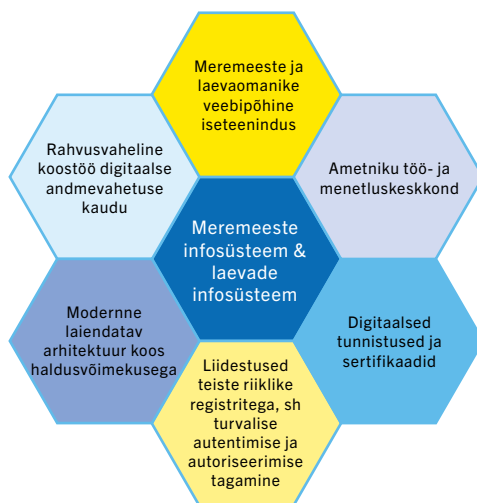 Meremeeste ja
laevaomanike
veebipõhine
iseteenindus
Rahvusvaheline
koostöö digitaalse
andmevahetuse
kaudu
Ametniku töö- ja
menetluskeskkond
Meremeeste
infosüsteem &
laevade
infosüsteem
Modernne
laiendatav
arhitektuur koos
haldusvõimekusega
Digitaalsed
tunnistused ja
sertifikaadid
Liidestused
teiste riiklike
registritega, sh
turvalise
autentimise ja
autoriseerimise
tagamine